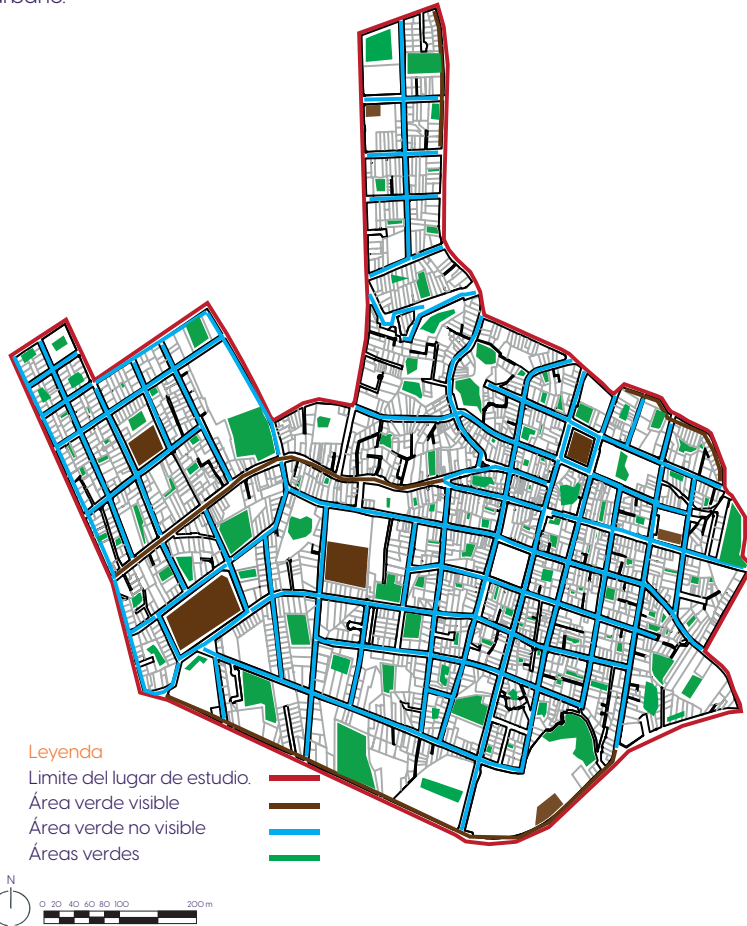 urbano.
Leyenda
Limite del lugar de estudio.
Área verde visible
Área verde no visible
Áreas verdes
N
0 20 40 60 80 100 200 m